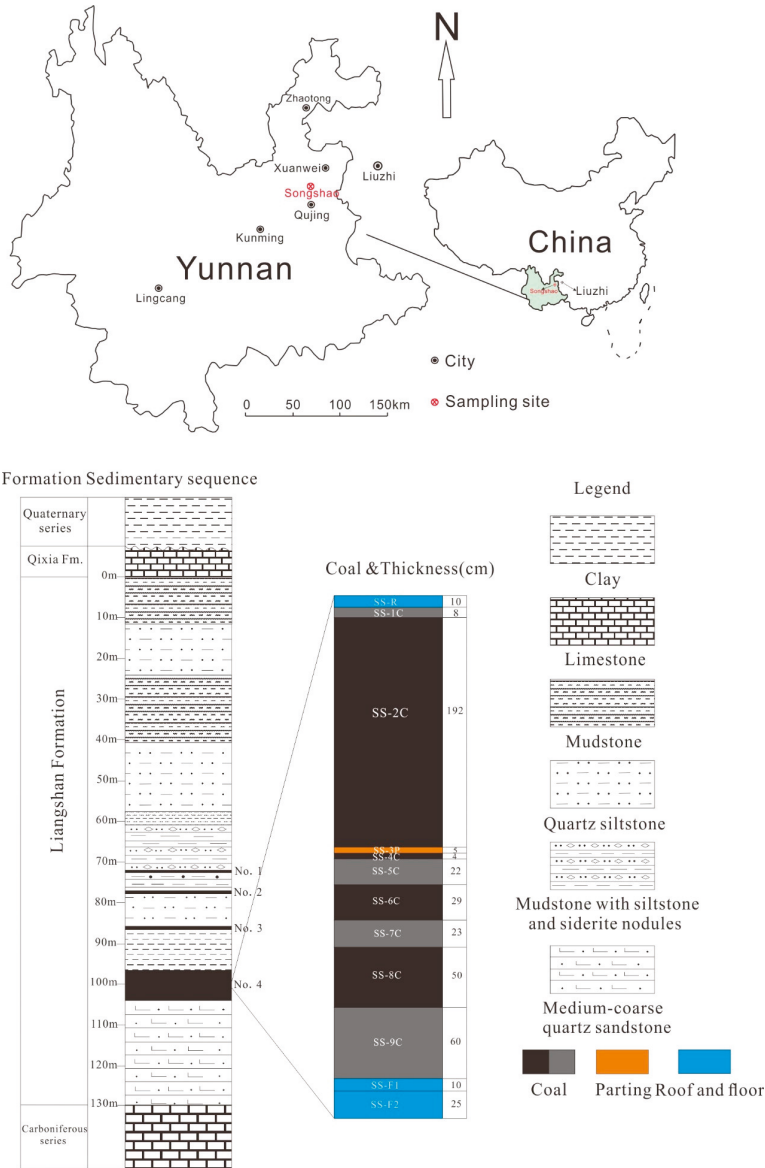 N
Zhaotong
Xuanwei
Liuzhi
Songshao
Qujing
Kunming
Yunnan
Lingcang
China
Songshao
Liuzhi
City
0 50 100 150km
Sampling site
Formation Sedimentary sequence
Legend
Quaternary
series
Qixia Fm.
Clay
Limestone
Mudstone
Quartz siltstone
Mudstone with siltstone
and siderite nodules
Medium-coarse
quartz sandstone
Coal
Parting
Roof and floor
Coal &Thickness(cm)
SS-R 10
SS-1C 8
SS-2C 192
SS-3P 5
SS-4C 4
SS-5C 22
SS-6C 29
SS-7C 23
SS-8C 50
SS-9C 60
SS-F1 10
SS-F2 25
Liangshan Formation
0m
10m
20m
30m
40m
50m
60m
70m
80m
90m
100m
110m
120m
130m
No. 1
No. 2
No. 3
No. 4
Carboniferous
series